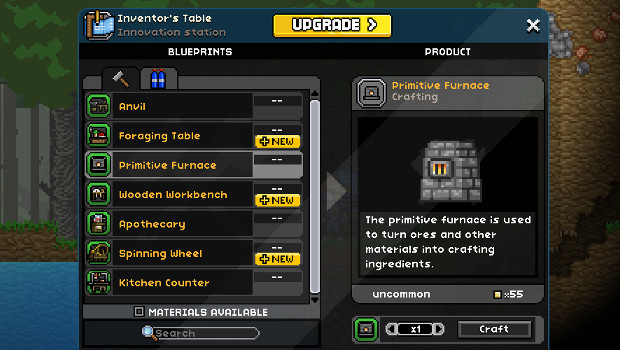 Inventor's Table
Innovation station
UPGRADE >
BLUEPRINTS
PRODUCT
Anvil
--
Foraging Table
--
NEW
Primitive Furnace
--
Wooden Workbench
--
NEW
Apothecary
--
Spinning Wheel
--
NEW
Kitchen Counter
--
MATERIALS AVAILABLE
Search
Primitive Furnace
Crafting
The primitive furnace is used
to turn ores and other
materials into crafting
ingredients.
uncommon
x55
x1
Craft